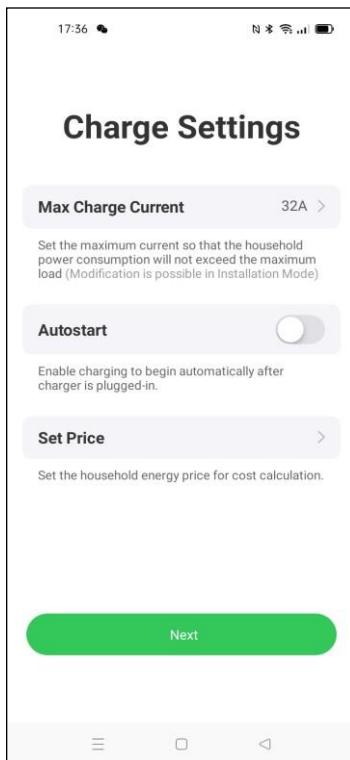 17:36
Charge Settings
Max Charge Current 32A >
Set the maximum current so that the household
power consumption will not exceed the maximum
load (Modification is possible in Installation Mode)
Autostart
Enable charging to begin automatically after
charger is plugged-in.
Set Price >
Set the household energy price for cost calculation.
Next